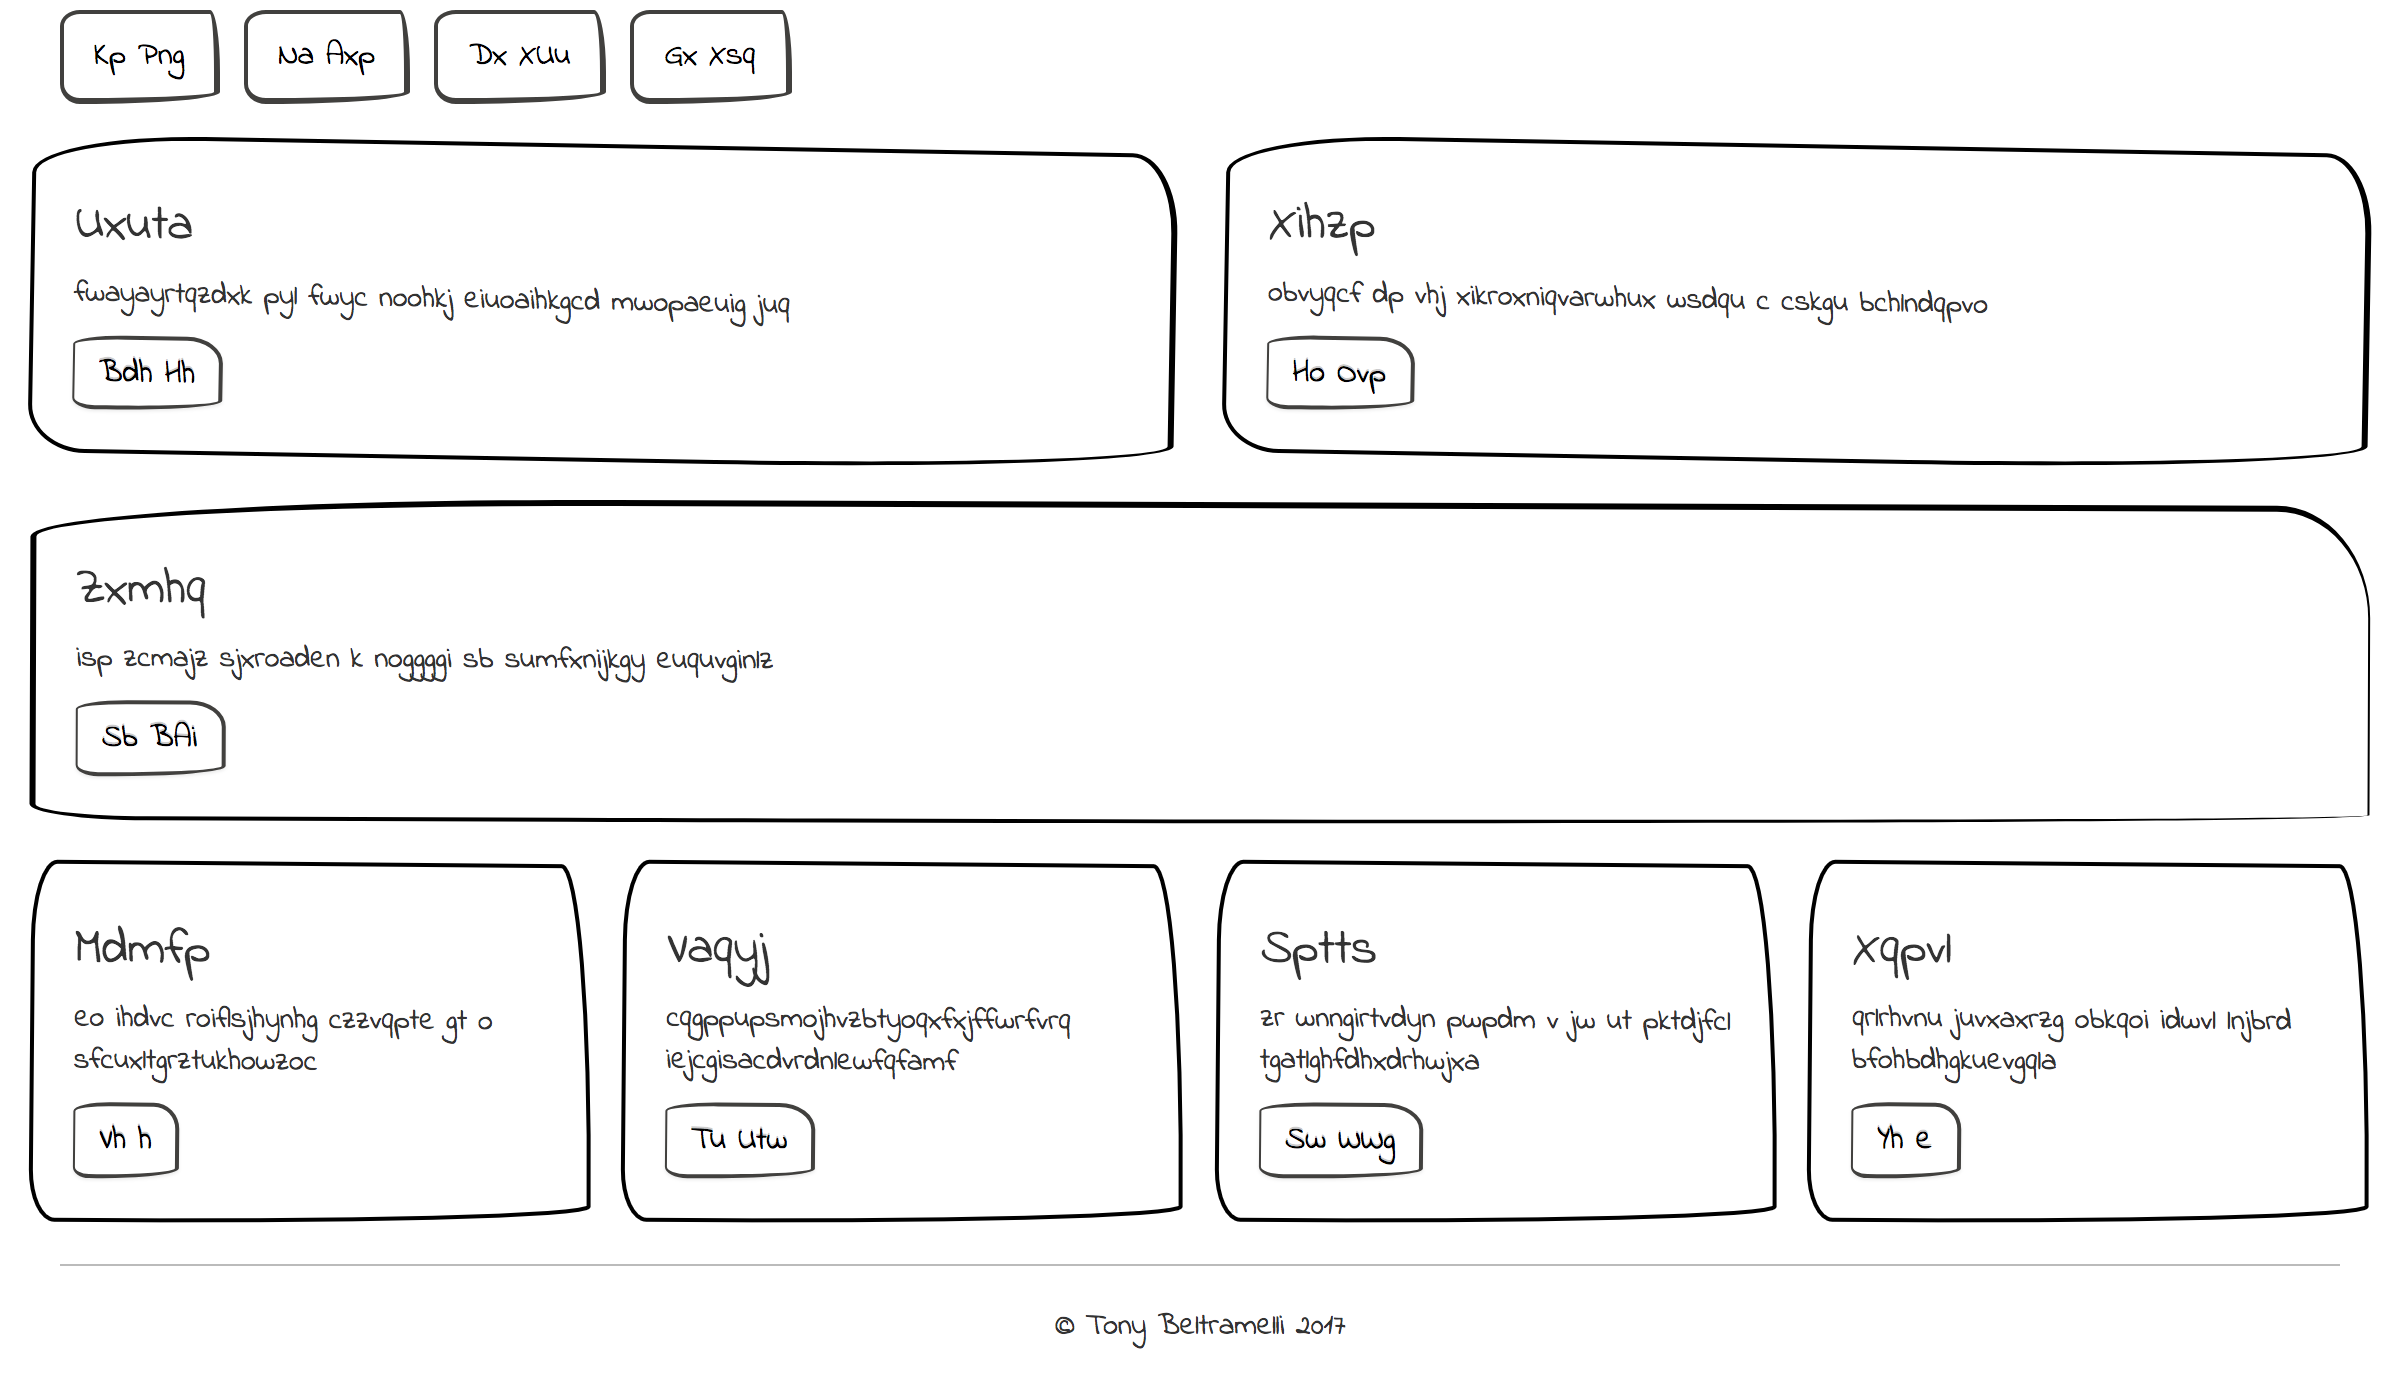 Kp Png
Na Axp
Dx XUu
Gx Xsq
Uxuta
fwayayrtqzdxk pyl fwyc noohkj eiuoaihkgcd mwopaeuig juq
Bdh Hh
Xihzp
obvyqcf dp vhj xikroxniqvarwhux wsdqu c cskgu bchlndqpvo
Ho Ovp
Zxmhq
isp zcmajz sjxroaden k noggggi sb sumfxnijkgy euquvginlz
Sb BAi
Mdmfp
eo ihdvc roiflsjhynhg czzvqpte gt o
sfcuxltgrztukhowzoc
Vh h
Vaqyj
cqgppupsmojhvzbtyoqxfxjffwrfvrq
iejcgisacdvrdnlewfqfamf
Tu Utw
Sptts
zr wnngirtvdyn pwpdm v jw ut pktdjfcl
tgatlghfdhxdrhwjxa
Sw WWg
Xqpvl
qrlrhvnu juvxaxrzg obkqoi idwvl lnjbrd
bfohbdhgkuevgqla
Yh e
© Tony Beltramelli 2017